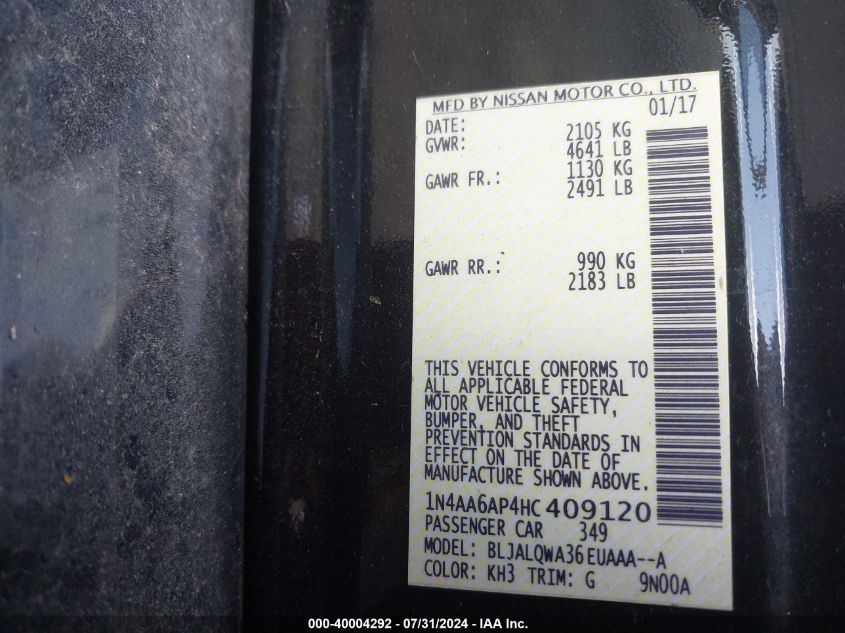 MFD BY NISSAN MOTOR CO., LTD.
DATE: 01/17
GVWR: 2105 KG
4641 LB
GAWR FR.: 1130 KG
2491 LB
GAWR RR.: 990 KG
2183 LB
THIS VEHICLE CONFORMS TO
ALL APPLICABLE FEDERAL
MOTOR VEHICLE SAFETY,
BUMPER, AND THEFT
PREVENTION STANDARDS IN
EFFECT ON THE DATE OF
MANUFACTURE SHOWN ABOVE.
1N4AA6AP4HC409120
PASSENGER CAR 349
MODEL: BLJALQWA36EUAAA--A
COLOR: KH3 TRIM: G 9N00A
000-40004292 - 07/31/2024 - IAA Inc.